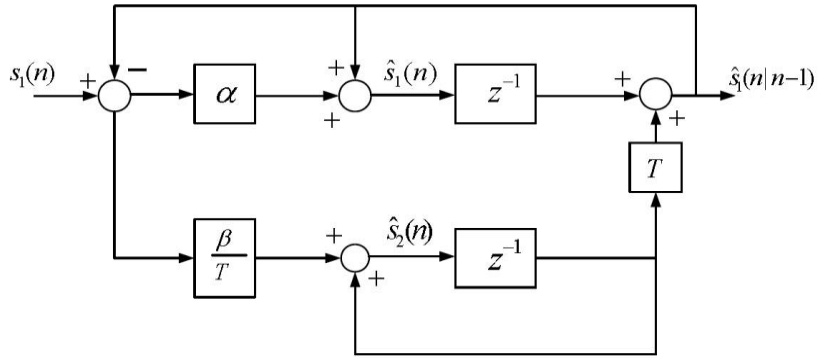 s₁(n)
+
−
α
+
+
ŝ₁(n)
z⁻¹
+
+
ŝ₁(n|n−1)
T
β/T
+
+
ŝ₂(n)
z⁻¹